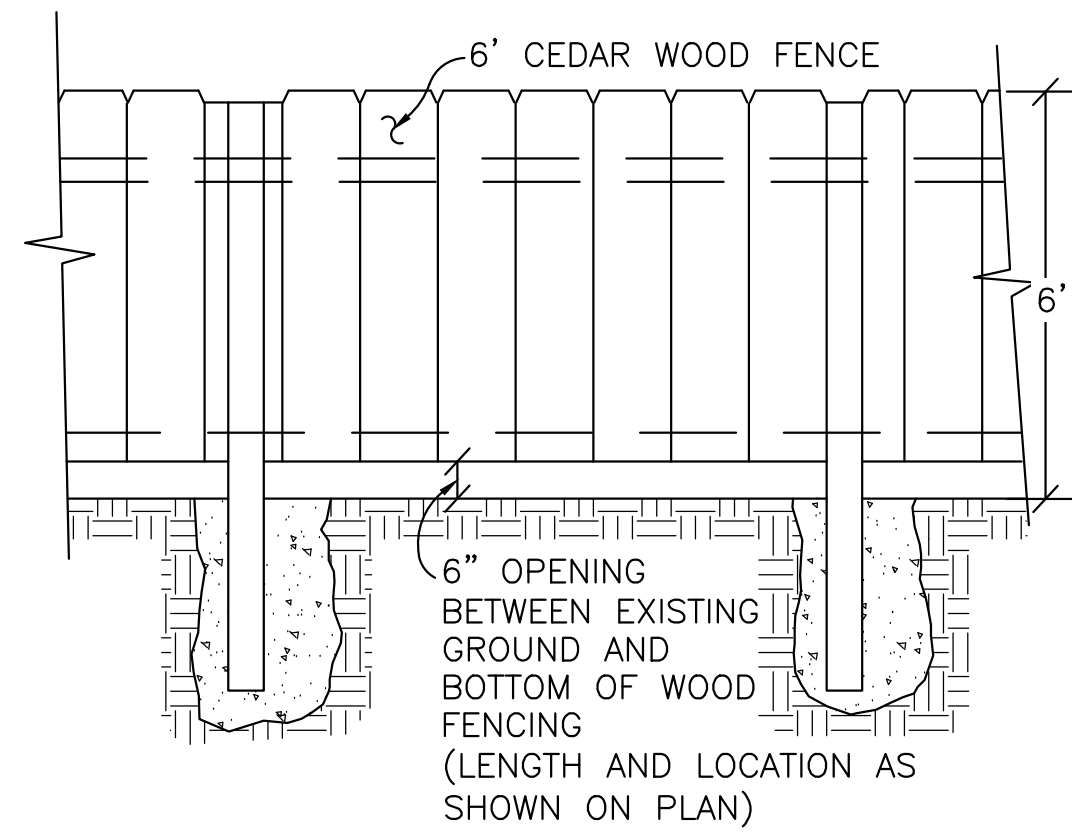 6’ CEDAR WOOD FENCE
6’
6” OPENING
BETWEEN EXISTING
GROUND AND
BOTTOM OF WOOD
FENCING
(LENGTH AND LOCATION AS
SHOWN ON PLAN)